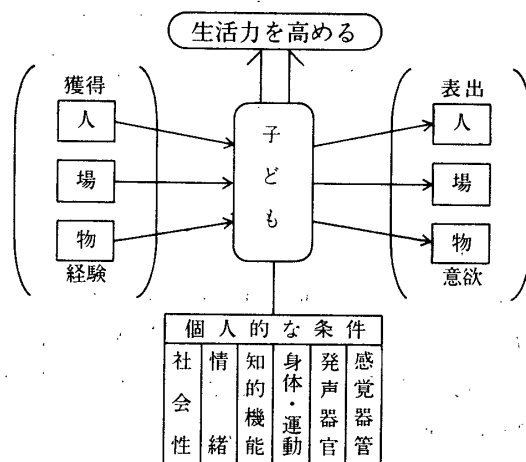 生活力を高める
獲得
人
場
物
経験
子ども
表出
人
場
物
意欲
個人的な条件
社会性
情緒
知的機能
身体・運動
発声器官
感覚器管